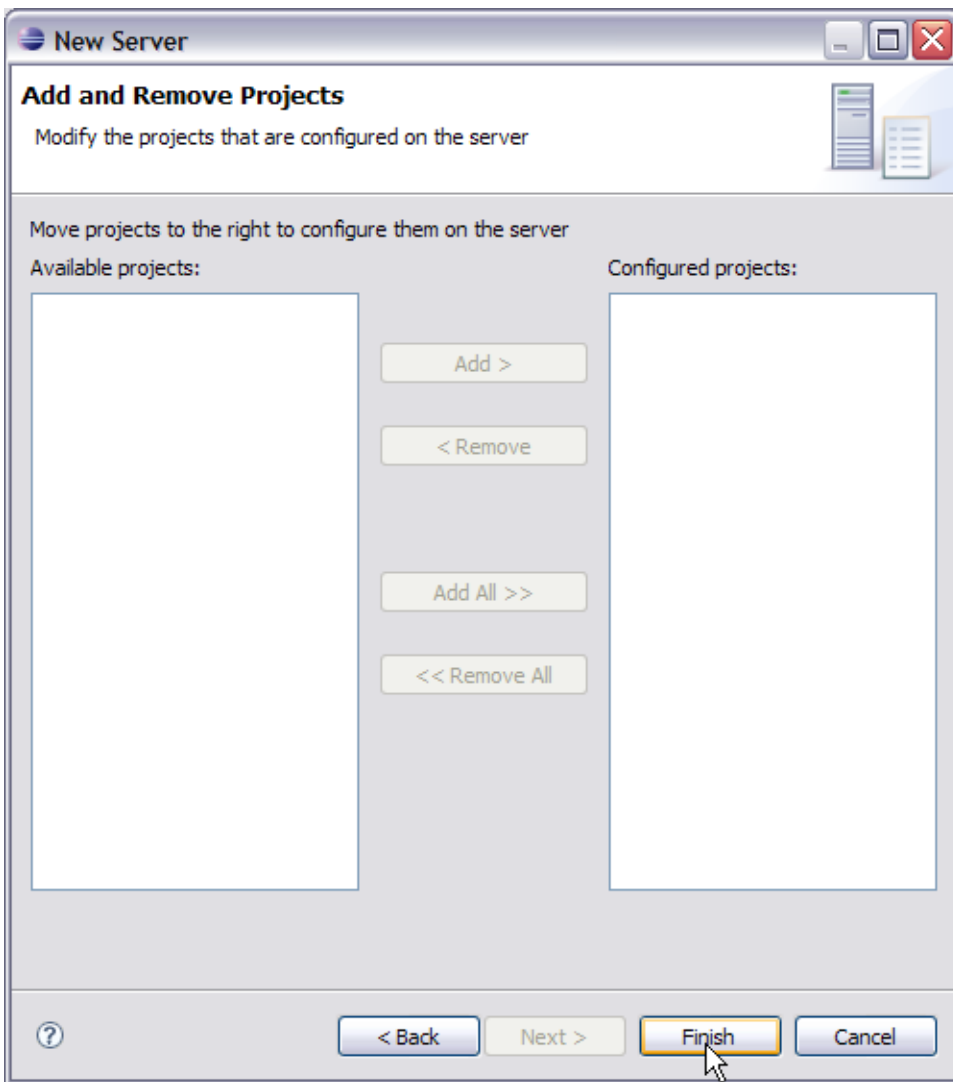 New Server
Add and Remove Projects
Modify the projects that are configured on the server
Move projects to the right to configure them on the server
Available projects:
Configured projects:
Add >
< Remove
Add All >>
<< Remove All
?
< Back
Next >
Finish
Cancel